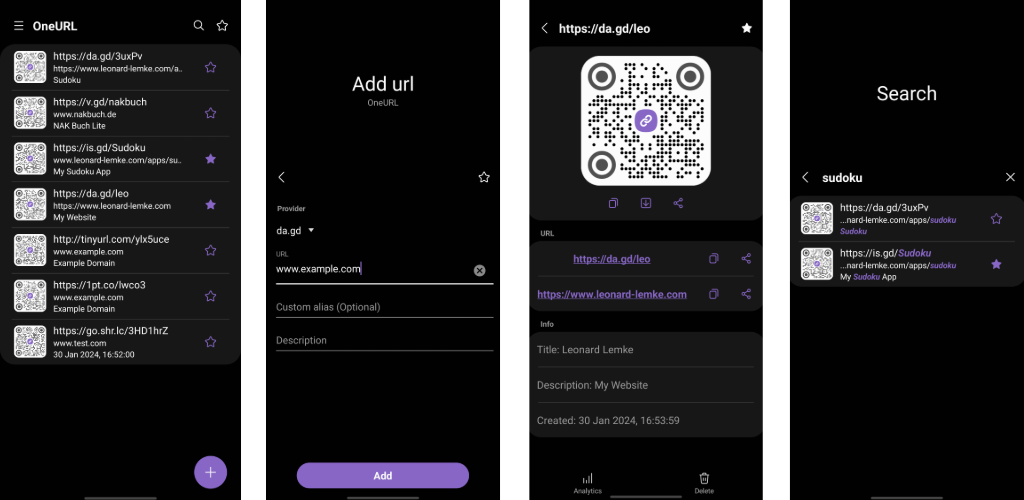 OneURL
https://da.gd/3uxPv
https://www.leonard-lemke.com/a..
Sudoku
https://v.gd/nakbuch
www.nakbuch.de
NAK Buch Lite
https://is.gd/Sudoku
www.leonard-lemke.com/apps/su..
My Sudoku App
https://da.gd/leo
https://www.leonard-lemke.com
My Website
http://tinyurl.com/ylx5uce
www.example.com
Example Domain
https://1pt.co/lwco3
www.example.com
Example Domain
https://go.shr.lc/3HD1hrZ
www.test.com
30 Jan 2024, 16:52:00
Add url
OneURL
Provider
da.gd
URL
www.example.com
Custom alias (Optional)
Description
Add
https://da.gd/leo
URL
https://da.gd/leo
https://www.leonard-lemke.com
Info
Title: Leonard Lemke
Description: My Website
Created: 30 Jan 2024, 16:53:59
Analytics
Delete
Search
sudoku
https://da.gd/3uxPv
...nard-lemke.com/apps/sudoku
Sudoku
https://is.gd/Sudoku
...nard-lemke.com/apps/sudoku
My Sudoku App